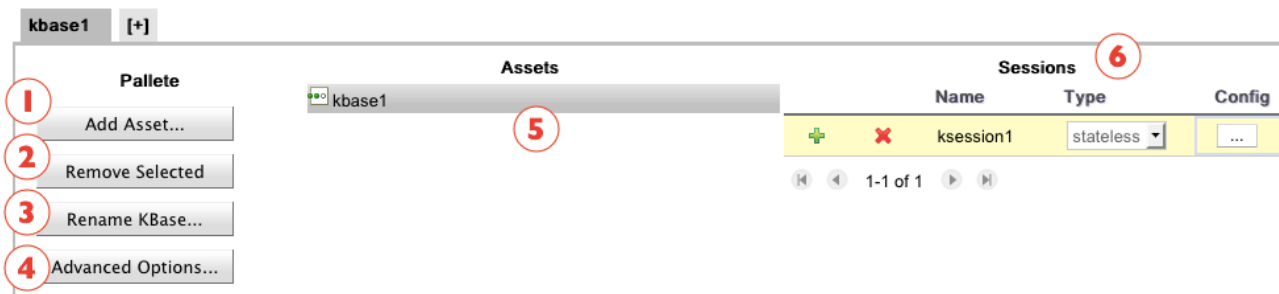 kbase1 [+]
Pallete
1 Add Asset...
2 Remove Selected
3 Rename KBase...
4 Advanced Options...
Assets
kbase1
5
Sessions 6
Name Type Config
ksession1 stateless ...
1-1 of 1